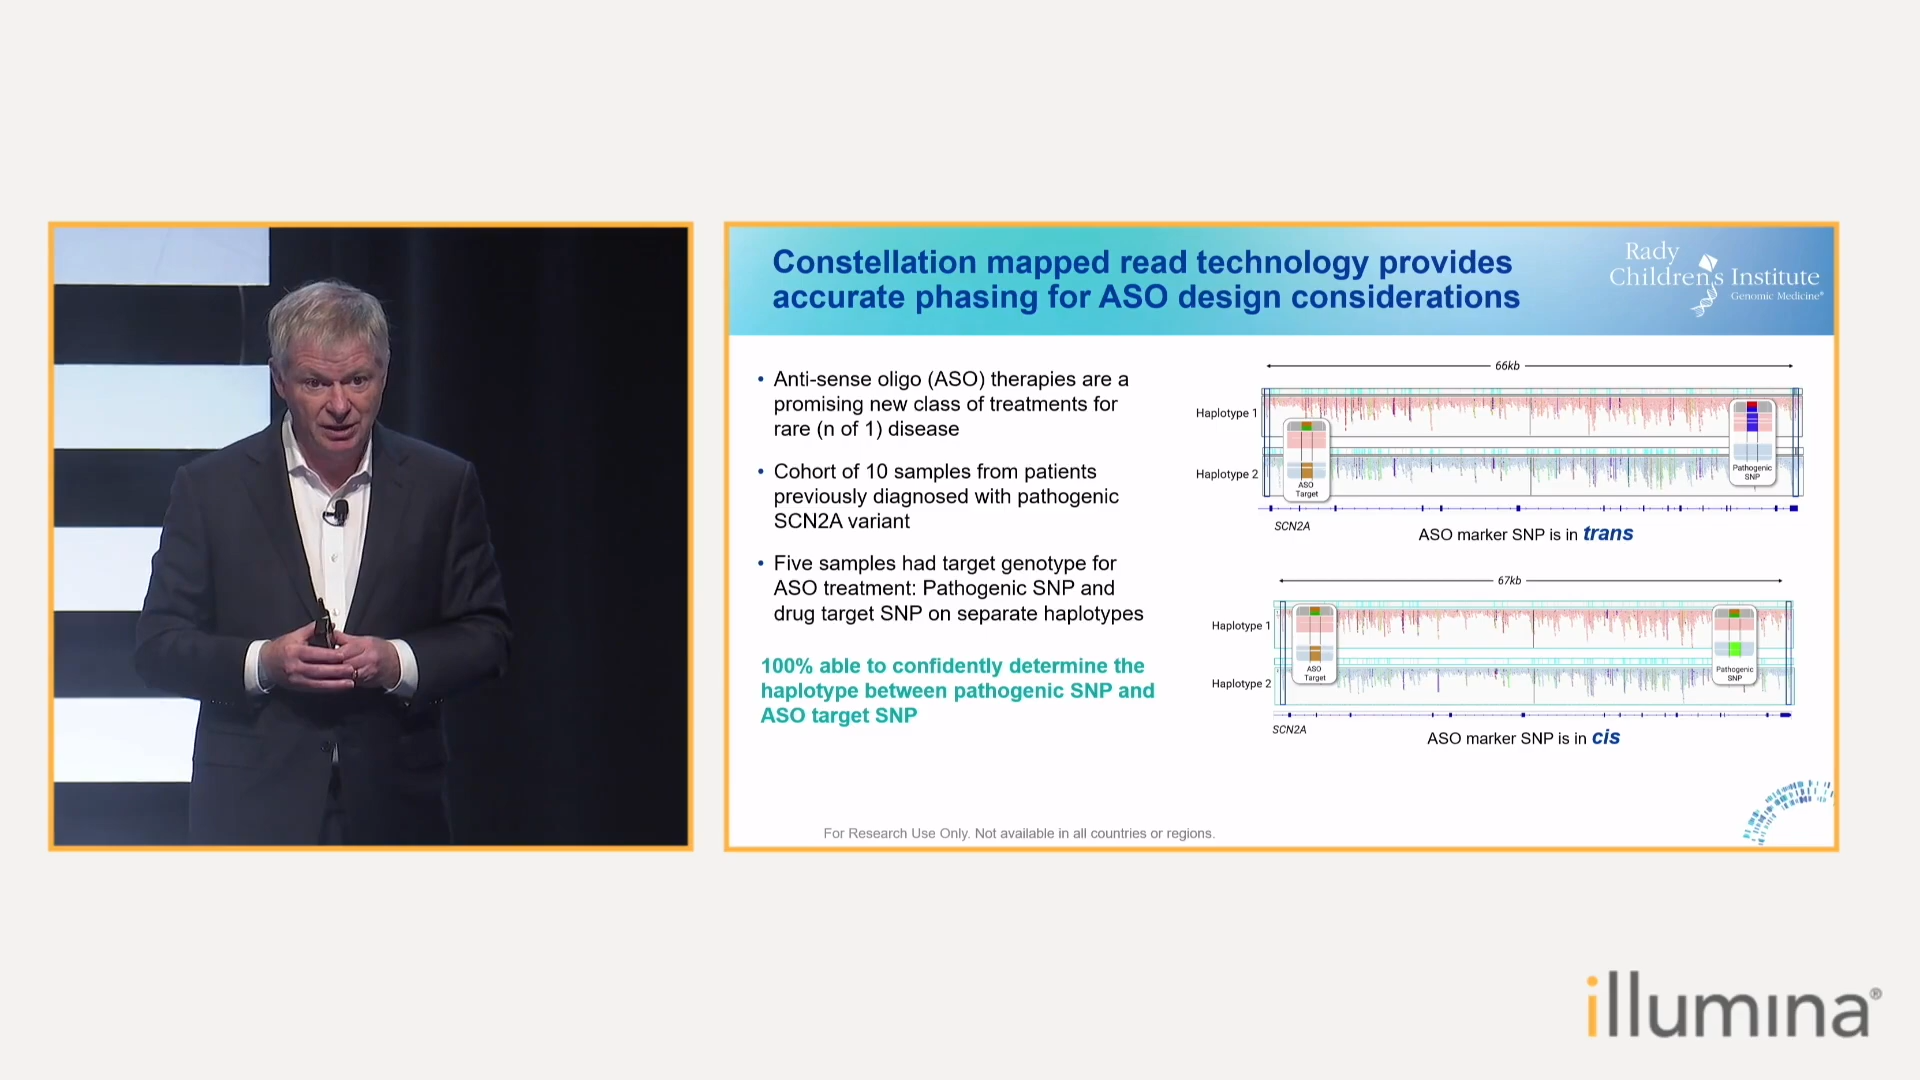 Constellation mapped read technology provides
accurate phasing for ASO design considerations
Rady
Children's Institute
Genomic Medicine®
• Anti-sense oligo (ASO) therapies are a
promising new class of treatments for
rare (n of 1) disease
• Cohort of 10 samples from patients
previously diagnosed with pathogenic
SCN2A variant
• Five samples had target genotype for
ASO treatment: Pathogenic SNP and
drug target SNP on separate haplotypes
100% able to confidently determine the
haplotype between pathogenic SNP and
ASO target SNP
66kb
Haplotype 1
Haplotype 2
ASO
Target
Pathogenic
SNP
SCN2A
ASO marker SNP is in trans
67kb
Haplotype 1
Haplotype 2
ASO
Target
Pathogenic
SNP
SCN2A
ASO marker SNP is in cis
For Research Use Only. Not available in all countries or regions.
illumina®